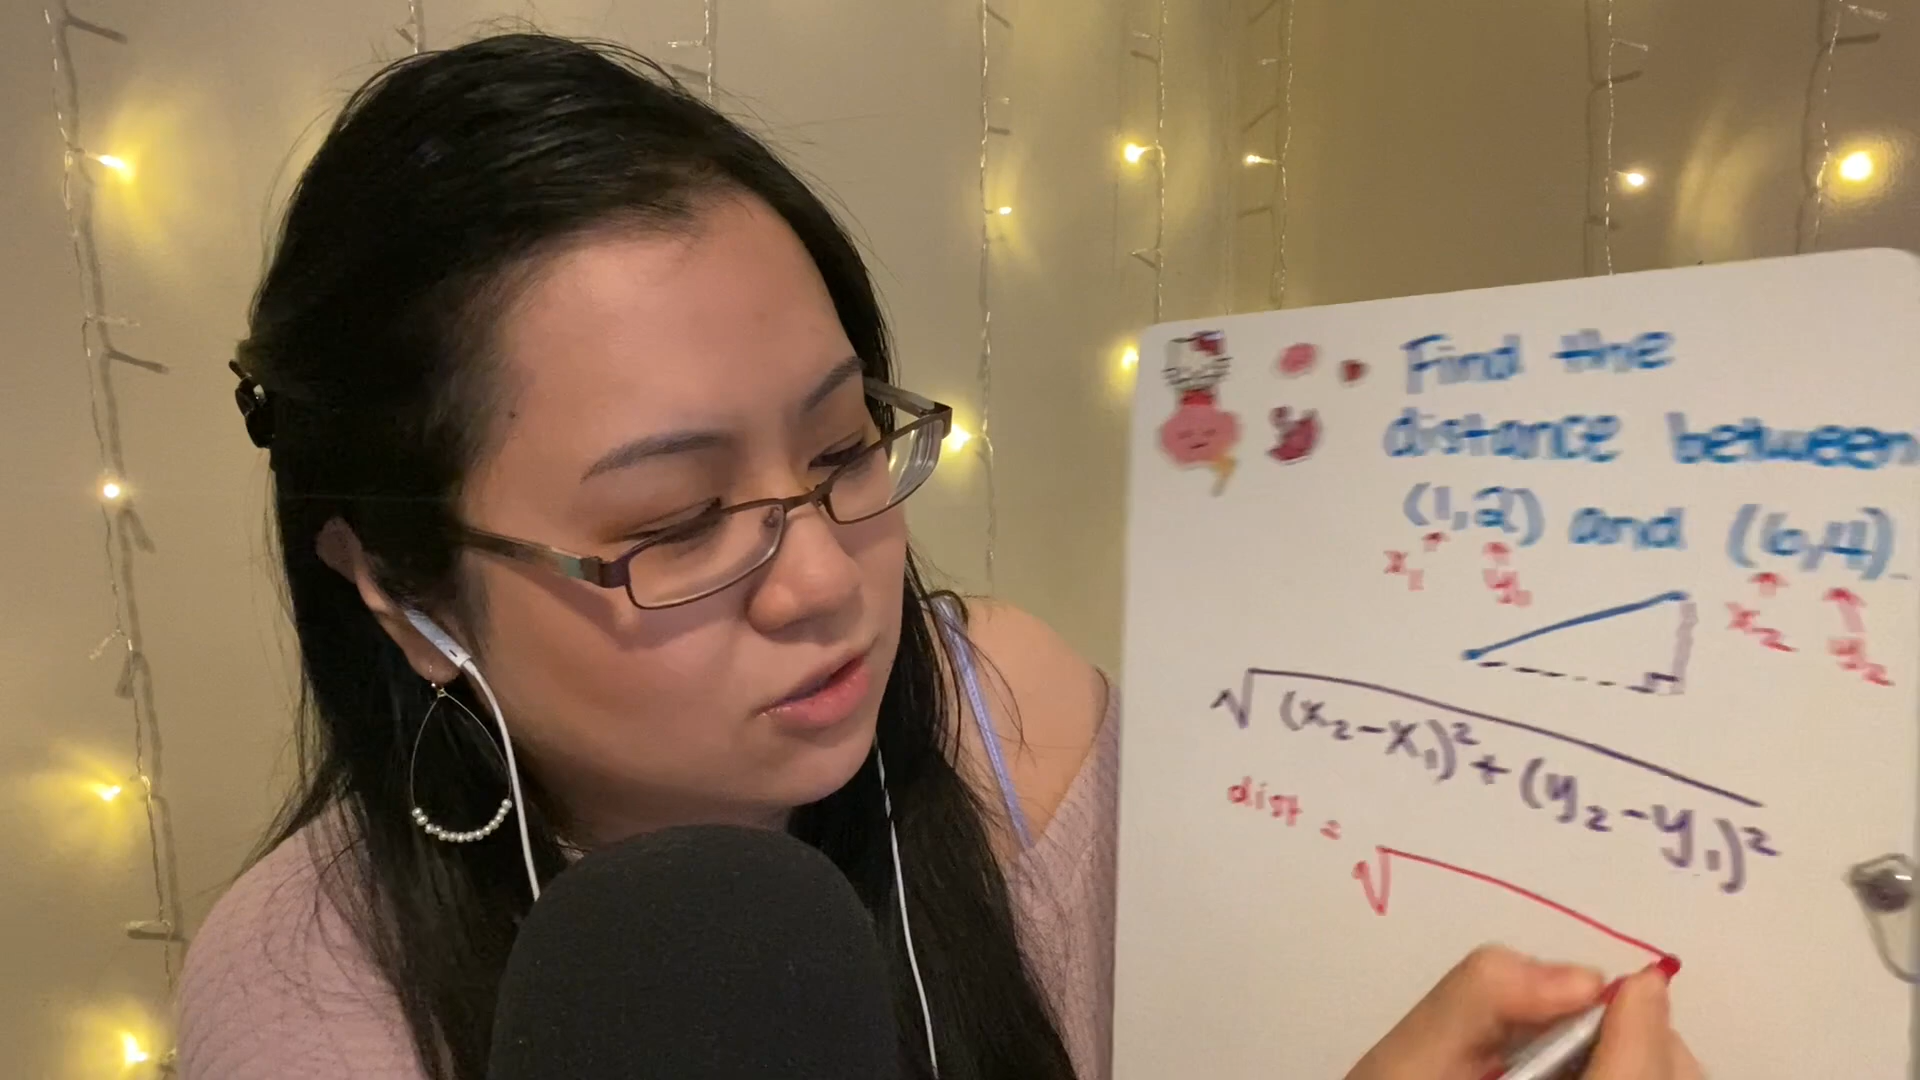 Find the
distance between
(1,2) and (6,4).
x₁ y₁ x₂ y₂
√(x₂-x₁)²+(y₂-y₁)²
dist = √